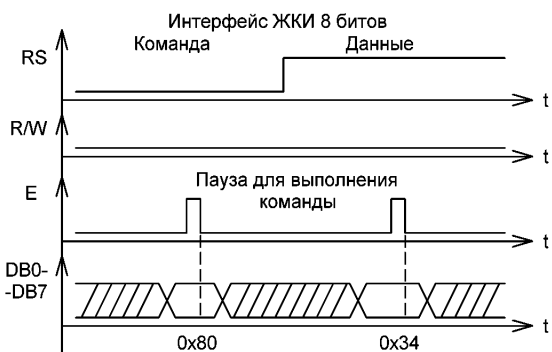 Интерфейс ЖКИ 8 битов
Команда Данные
RS
t
R/W
t
Пауза для выполнения
команды
E
t
DB0-
-DB7
t
0x80 0x34